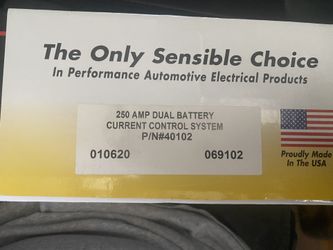 The Only Sensible Choice
In Performance Automotive Electrical Products
250 AMP DUAL BATTERY
CURRENT CONTROL SYSTEM
P/N#40102
010620 069102
Proudly Made
In The USA